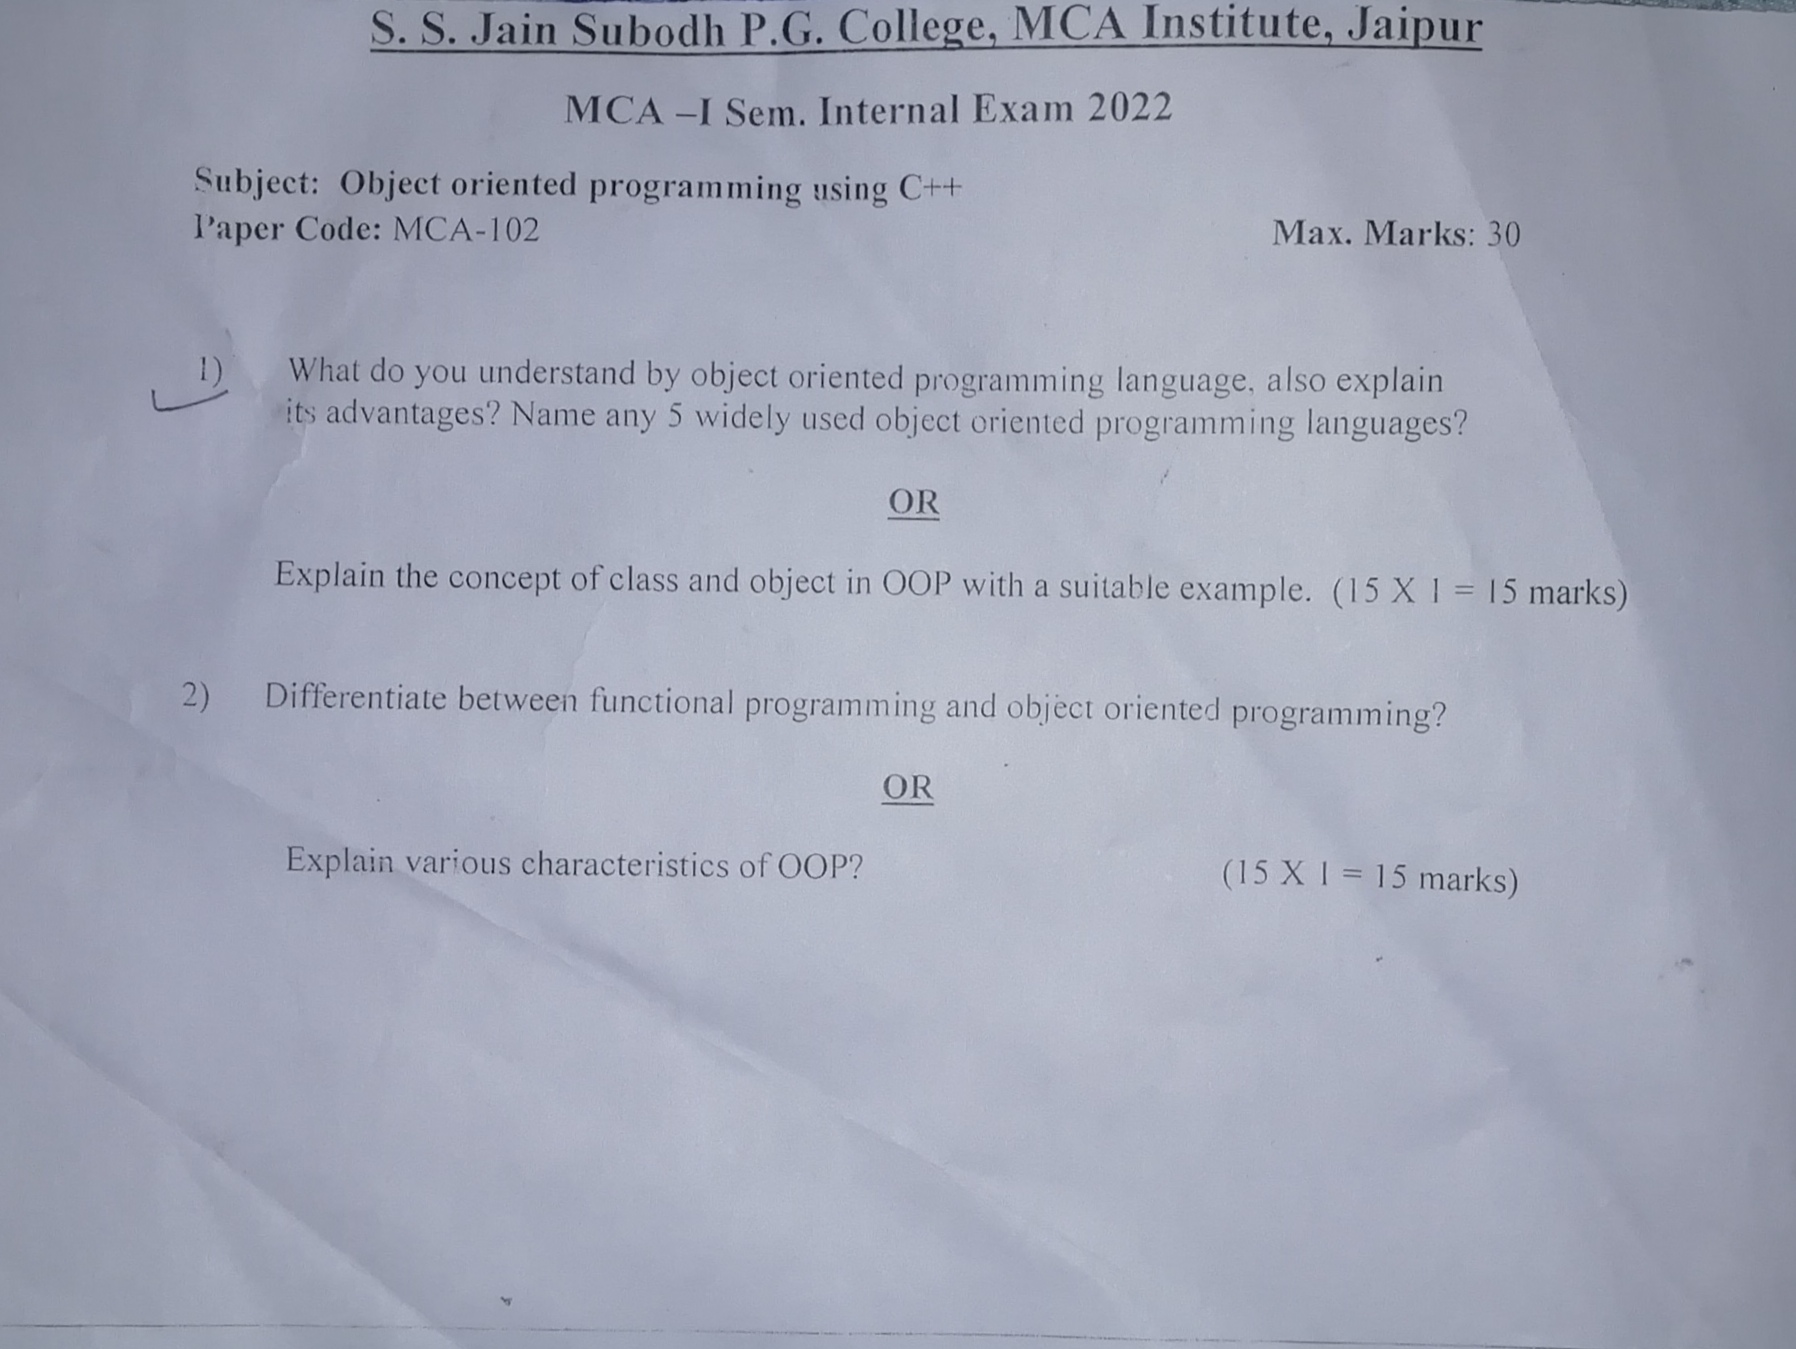 S. S. Jain Subodh P.G. College, MCA Institute, Jaipur
MCA –I Sem. Internal Exam 2022
Subject: Object oriented programming using C++
Paper Code: MCA-102
Max. Marks: 30
1) What do you understand by object oriented programming language, also explain
its advantages? Name any 5 widely used object oriented programming languages?
OR
Explain the concept of class and object in OOP with a suitable example. (15 X 1 = 15 marks)
2) Differentiate between functional programming and object oriented programming?
OR
Explain various characteristics of OOP? (15 X 1 = 15 marks)